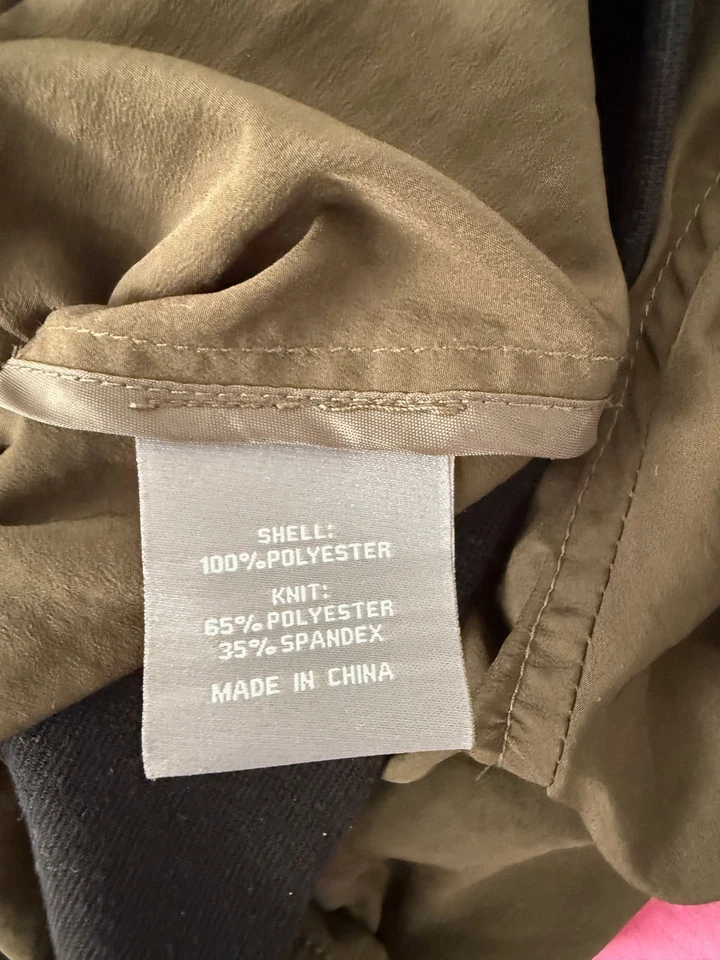 SHELL:
100%POLYESTER
KNIT:
65%POLYESTER
35%SPANDEX
MADE IN CHINA